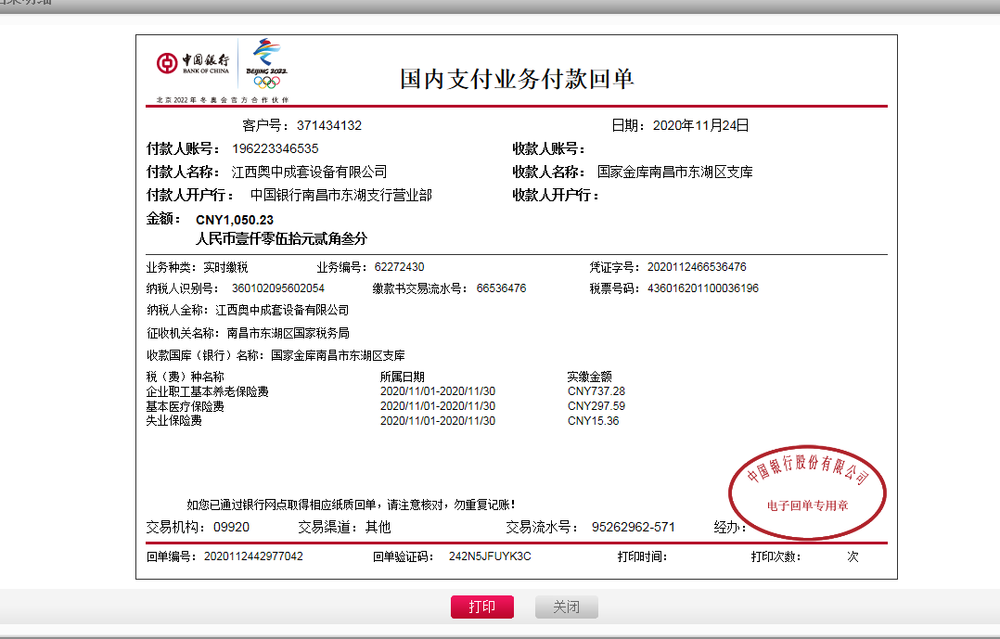 中国银行
BANK OF CHINA
BEIJING 2022
北京2022年冬奥会官方合作伙伴
国内支付业务付款回单
客户号：371434132 日期：2020年11月24日
付款人账号：196223346535 收款人账号：
付款人名称：江西奥中成套设备有限公司 收款人名称：国家金库南昌市东湖区支库
付款人开户行：中国银行南昌市东湖支行营业部 收款人开户行：
金额：CNY1,050.23
人民币壹仟零伍拾元贰角叁分
业务种类：实时缴税 业务编号：62272430 凭证字号：2020112466536476
纳税人识别号：360102095602054 缴款书交易流水号：66536476 税票号码：436016201100036196
纳税人全称：江西奥中成套设备有限公司
征收机关名称：南昌市东湖区国家税务局
收款国库（银行）名称：国家金库南昌市东湖区支库
税（费）种名称 所属日期 实缴金额
企业职工基本养老保险费 2020/11/01-2020/11/30 CNY737.28
基本医疗保险费 2020/11/01-2020/11/30 CNY297.59
失业保险费 2020/11/01-2020/11/30 CNY15.36
中国银行股份有限公司
电子回单专用章
如您已通过银行网点取得相应纸质回单，请注意核对，勿重复记账！
交易机构：09920 交易渠道：其他 交易流水号：95262962-571 经办：
回单编号：2020112442977042 回单验证码：242N5JFUYK3C 打印时间： 打印次数： 次
打印 关闭